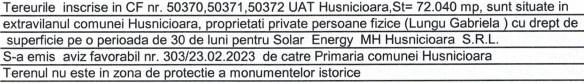 Tereurile inscrise in CF nr. 50370,50371,50372 UAT Husnicioara,St= 72.040 mp, sunt situate in
extravilanul comunei Husnicioara, proprietati private persoane fizice (Lungu Gabriela ) cu drept de
superficie pe o perioada de 30 de luni pentru Solar Energy MH Husnicioara S.R.L.
S-a emis aviz favorabil nr. 303/23.02.2023 de catre Primaria comunei Husnicioara
Terenul nu este in zona de protectie a monumentelor istorice